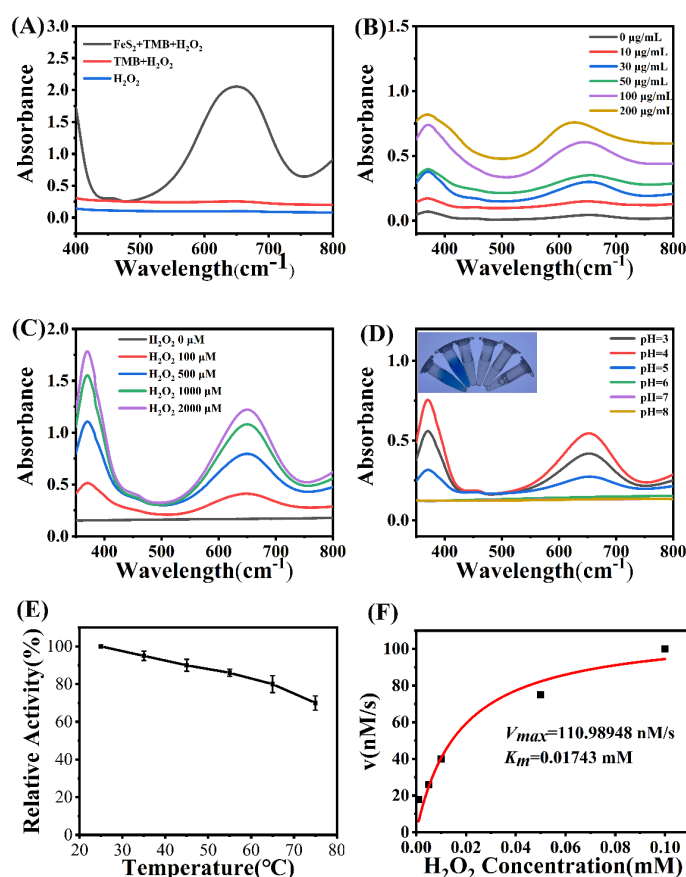 (A)
Absorbance
3.0
2.5
2.0
1.5
1.0
0.5
0.0
FeS₂+TMB+H₂O₂
TMB+H₂O₂
H₂O₂
400 500 600 700 800
Wavelength(cm⁻¹)
(B)
Absorbance
1.5
1.0
0.5
0.0
0 μg/mL
10 μg/mL
30 μg/mL
50 μg/mL
100 μg/mL
200 μg/mL
400 500 600 700 800
Wavelength(cm⁻¹)
(C)
Absorbance
2.0
1.5
1.0
0.5
0.0
H₂O₂ 0 μM
H₂O₂ 100 μM
H₂O₂ 500 μM
H₂O₂ 1000 μM
H₂O₂ 2000 μM
400 500 600 700 800
Wavelength(cm⁻¹)
(D)
Absorbance
1.0
0.5
0.0
pH=3
pH=4
pH=5
pH=6
pH=7
pH=8
400 500 600 700 800
Wavelength(cm⁻¹)
(E)
Relative Activity(%)
100
80
60
40
20
0
20 30 40 50 60 70 80
Temperature(℃)
(F)
v(nM/s)
100
80
60
40
20
0
Vmax=110.98948 nM/s
Km=0.01743 mM
0.00 0.02 0.04 0.06 0.08 0.10
H₂O₂ Concentration(mM)